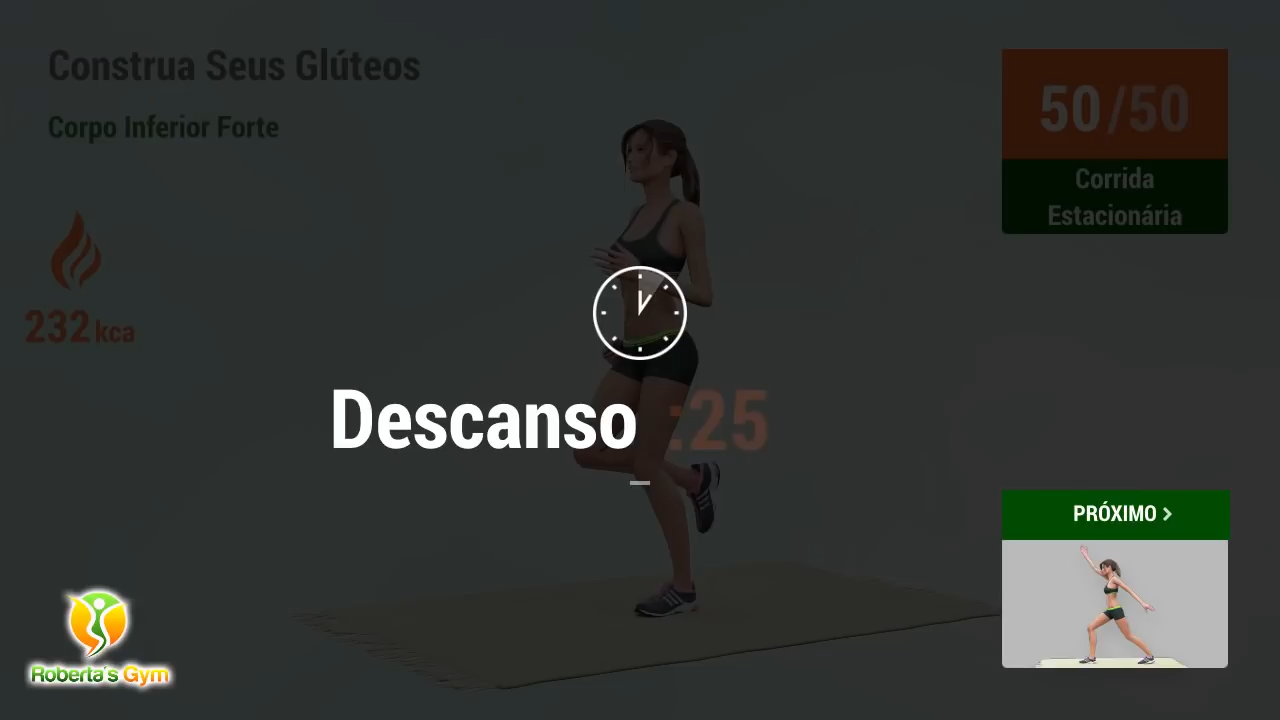 Construa Seus Glúteos
Corpo Inferior Forte
50/50
Corrida
Estacionária
232 kca
Descanso :25
PRÓXIMO >
Roberta's Gym